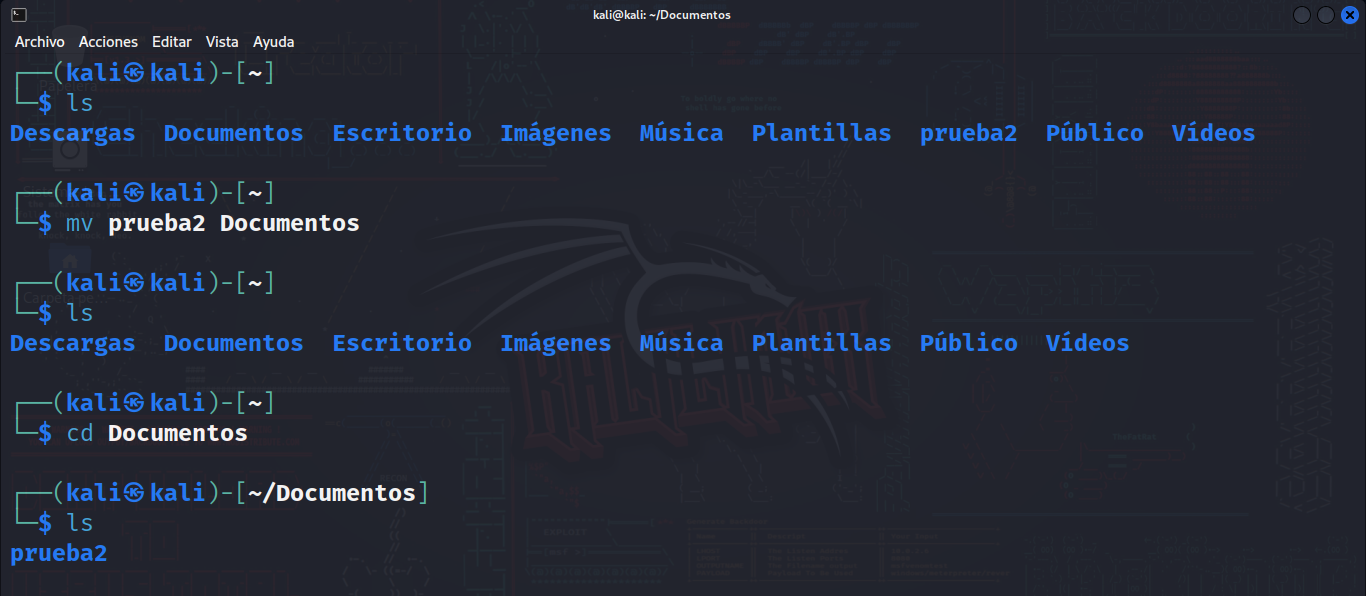 kali@kali: ~/Documentos
Archivo Acciones Editar Vista Ayuda
┌──(kali㉿kali)-[~]
└─$ ls
Descargas Documentos Escritorio Imágenes Música Plantillas prueba2 Público Vídeos
┌──(kali㉿kali)-[~]
└─$ mv prueba2 Documentos
┌──(kali㉿kali)-[~]
└─$ ls
Descargas Documentos Escritorio Imágenes Música Plantillas Público Vídeos
┌──(kali㉿kali)-[~]
└─$ cd Documentos
┌──(kali㉿kali)-[~/Documentos]
└─$ ls
prueba2
KALI LINUX